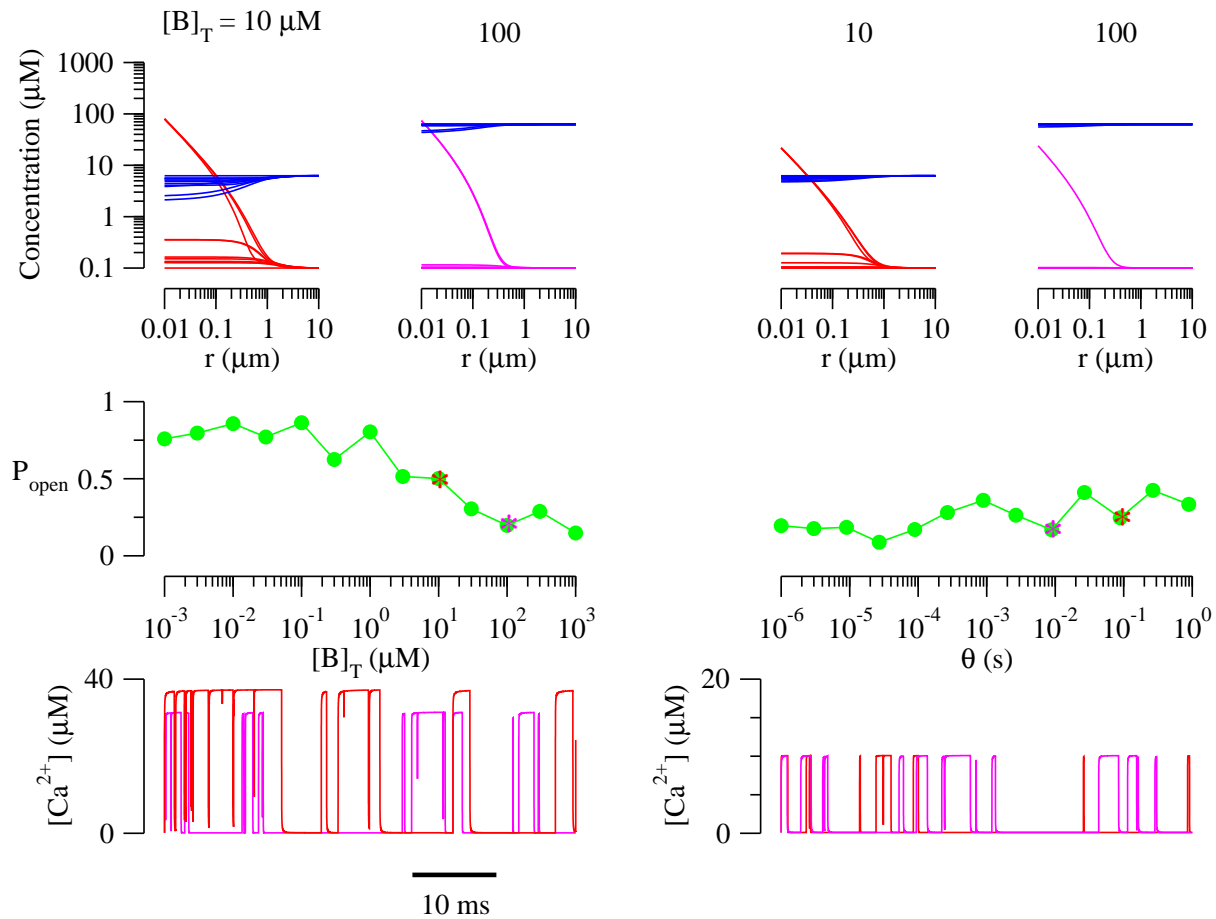 [B]T = 10 μM 100 10 100
Concentration (μM)
1000
100
10
1
0.1
0.01 0.1 1 10 0.01 0.1 1 10 0.01 0.1 1 10 0.01 0.1 1 10
r (μm) r (μm) r (μm) r (μm)
Popen
1
0.5
0
10⁻³ 10⁻² 10⁻¹ 10⁰ 10¹ 10² 10³ 10⁻⁶ 10⁻⁵ 10⁻⁴ 10⁻³ 10⁻² 10⁻¹ 10⁰
[B]T (μM) θ (s)
[Ca²⁺] (μM)
40
0
[Ca²⁺] (μM)
20
0
10 ms